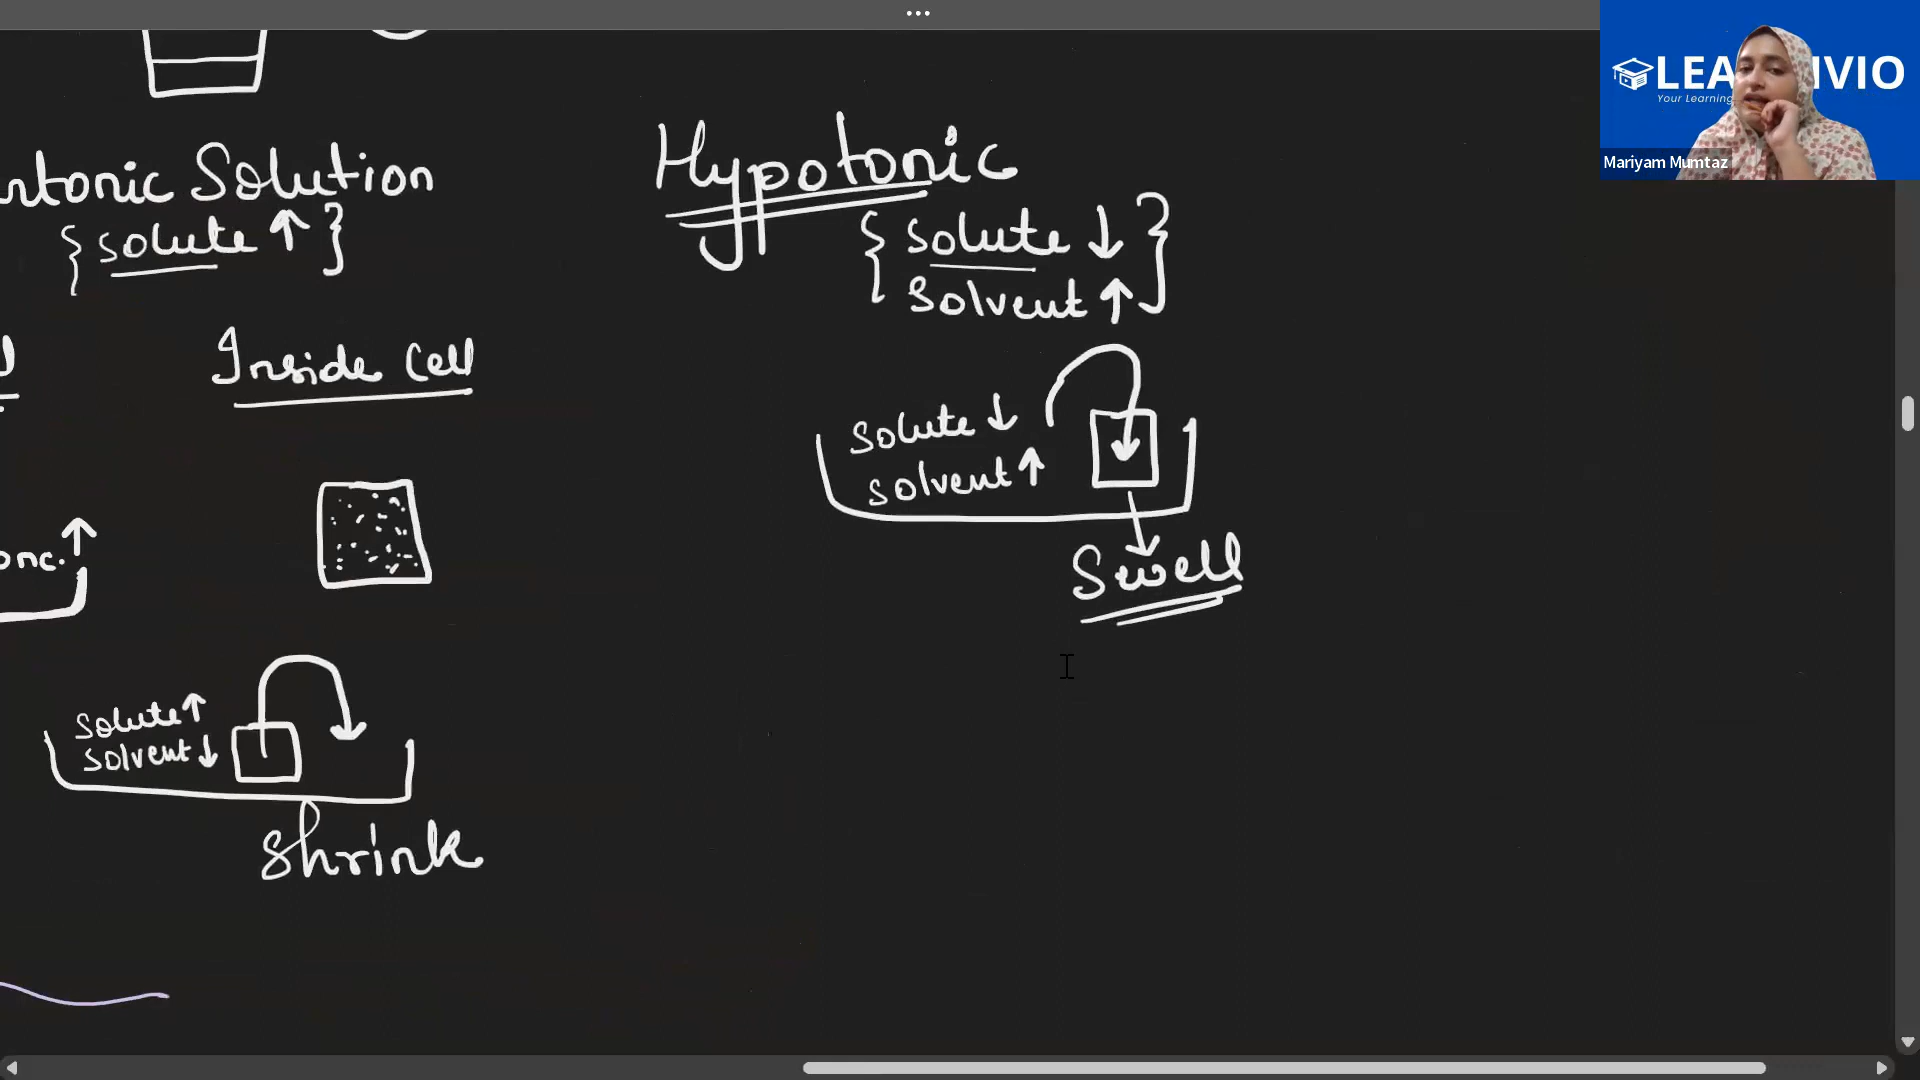 LEA IVIO
Your Learning
Mariyam Mumtaz
Solution
{ solute ↑ }
Inside Cell
onc. ↑
solute ↑
solvent ↓
Shrink
Hypotonic
{ Solute ↓
Solvent ↑ }
Solute ↓
solvent ↑
Swell